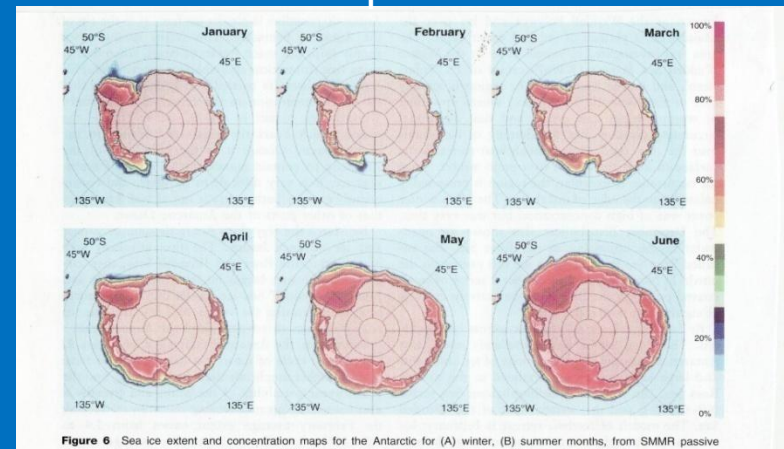 January
50°S
45°W
45°E
135°W
135°E
February
50°S
45°W
45°E
135°W
135°E
March
50°S
45°W
45°E
135°W
135°E
100%
80%
60%
40%
20%
0%
April
50°S
45°W
45°E
135°W
135°E
May
50°S
45°W
45°E
135°W
135°E
June
50°S
45°W
45°E
135°W
135°E
Figure 6 Sea ice extent and concentration maps for the Antarctic for (A) winter, (B) summer months, from SMMR passive